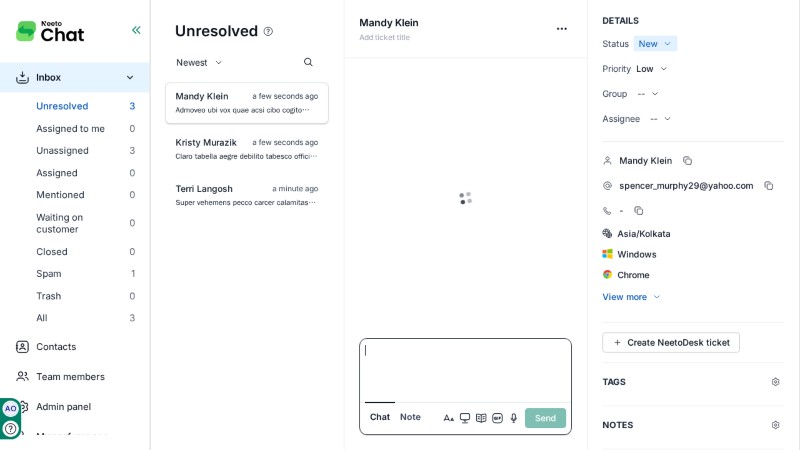 Neeto
Chat
Inbox
Unresolved 3
Assigned to me 0
Unassigned 3
Assigned 0
Mentioned 0
Waiting on
customer 0
Closed 0
Spam 1
Trash 0
All 3
Contacts
Team members
Admin panel
AO
Unresolved
Newest
Mandy Klein a few seconds ago
Admoveo ubi vox quae acsi cibo cogito···
Kristy Murazik a few seconds ago
Claro tabella aegre debilito tabesco offici···
Terri Langosh a minute ago
Super vehemens pecco carcer calamitas···
Mandy Klein
Add ticket title
Chat Note
GIF
Send
DETAILS
Status New
Priority Low
Group --
Assignee --
Mandy Klein
spencer_murphy29@yahoo.com
-
Asia/Kolkata
Windows
Chrome
View more
+ Create NeetoDesk ticket
TAGS
NOTES